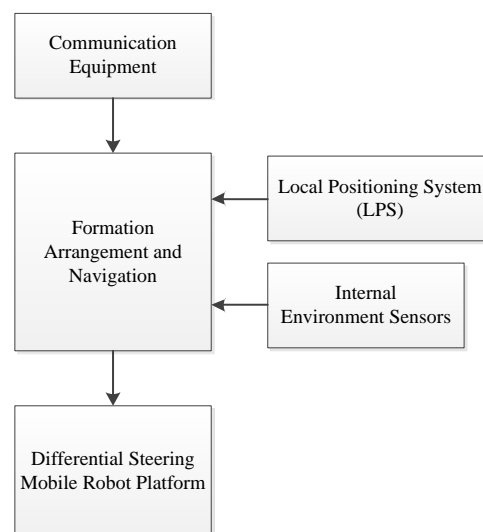 Communication
Equipment
Formation
Arrangement and
Navigation
Local Positioning System
(LPS)
Internal
Environment Sensors
Differential Steering
Mobile Robot Platform